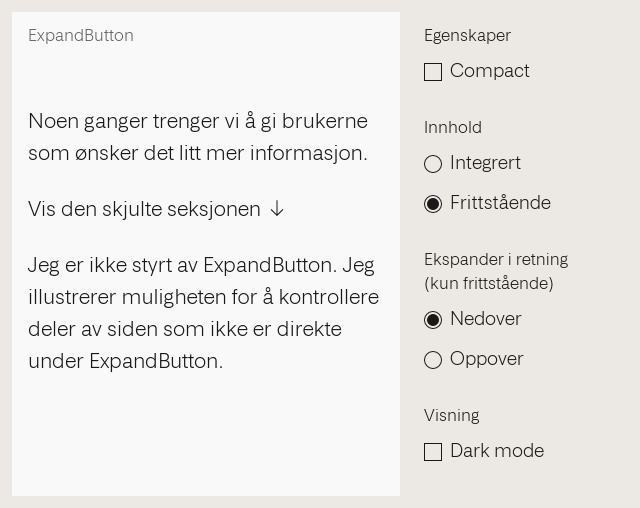 ExpandButton
Noen ganger trenger vi å gi brukerne
som ønsker det litt mer informasjon.
Vis den skjulte seksjonen ↓
Jeg er ikke styrt av ExpandButton. Jeg
illustrerer muligheten for å kontrollere
deler av siden som ikke er direkte
under ExpandButton.
Egenskaper
Compact
Innhold
Integrert
Frittstående
Ekspander i retning
(kun frittstående)
Nedover
Oppover
Visning
Dark mode